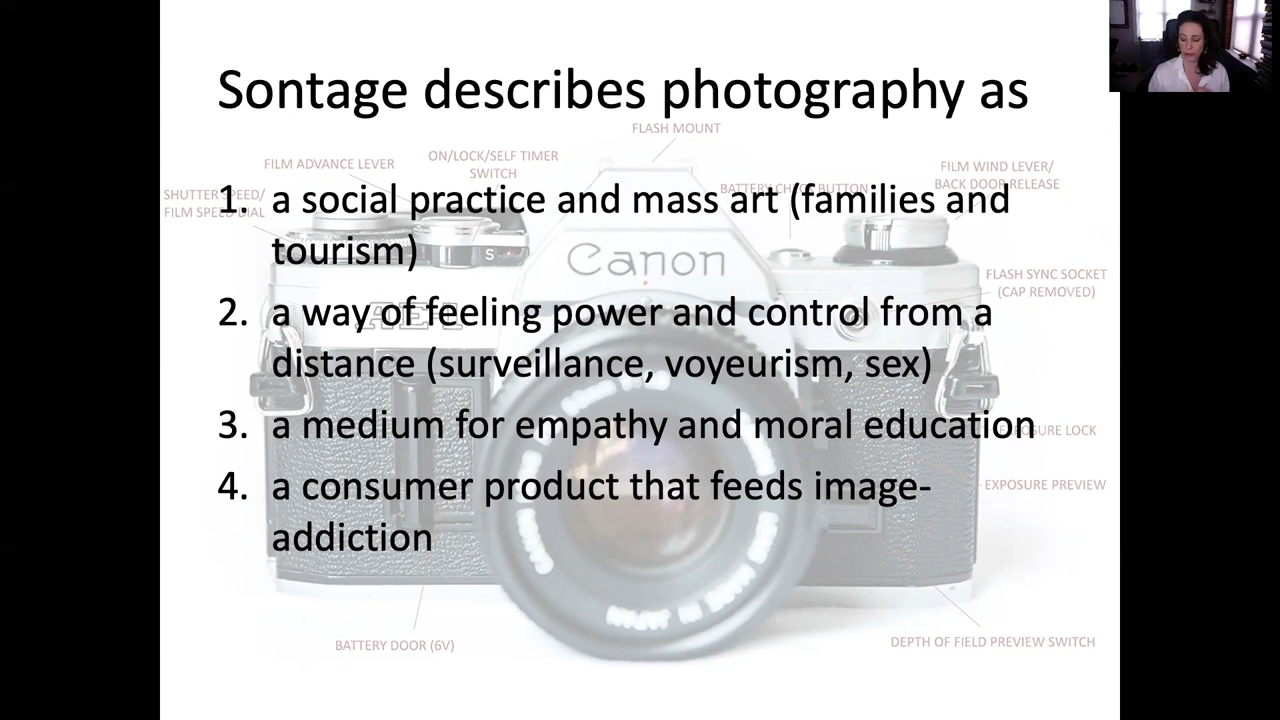 Sontage describes photography as
FLASH MOUNT
FILM ADVANCE LEVER
ON/LOCK/SELF TIMER
SWITCH
FILM WIND LEVER/
BACK DOOR RELEASE
SHUTTER SPEED/
FILM SPEED DIAL
BATTERY CHECK BUTTON
1. a social practice and mass art (families and
tourism)
Canon
S
FLASH SYNC SOCKET
(CAP REMOVED)
AE-1
2. a way of feeling power and control from a
distance (surveillance, voyeurism, sex)
3. a medium for empathy and moral education
EXPOSURE LOCK
4. a consumer product that feeds image-
addiction
EXPOSURE PREVIEW
BATTERY DOOR (6V)
DEPTH OF FIELD PREVIEW SWITCH